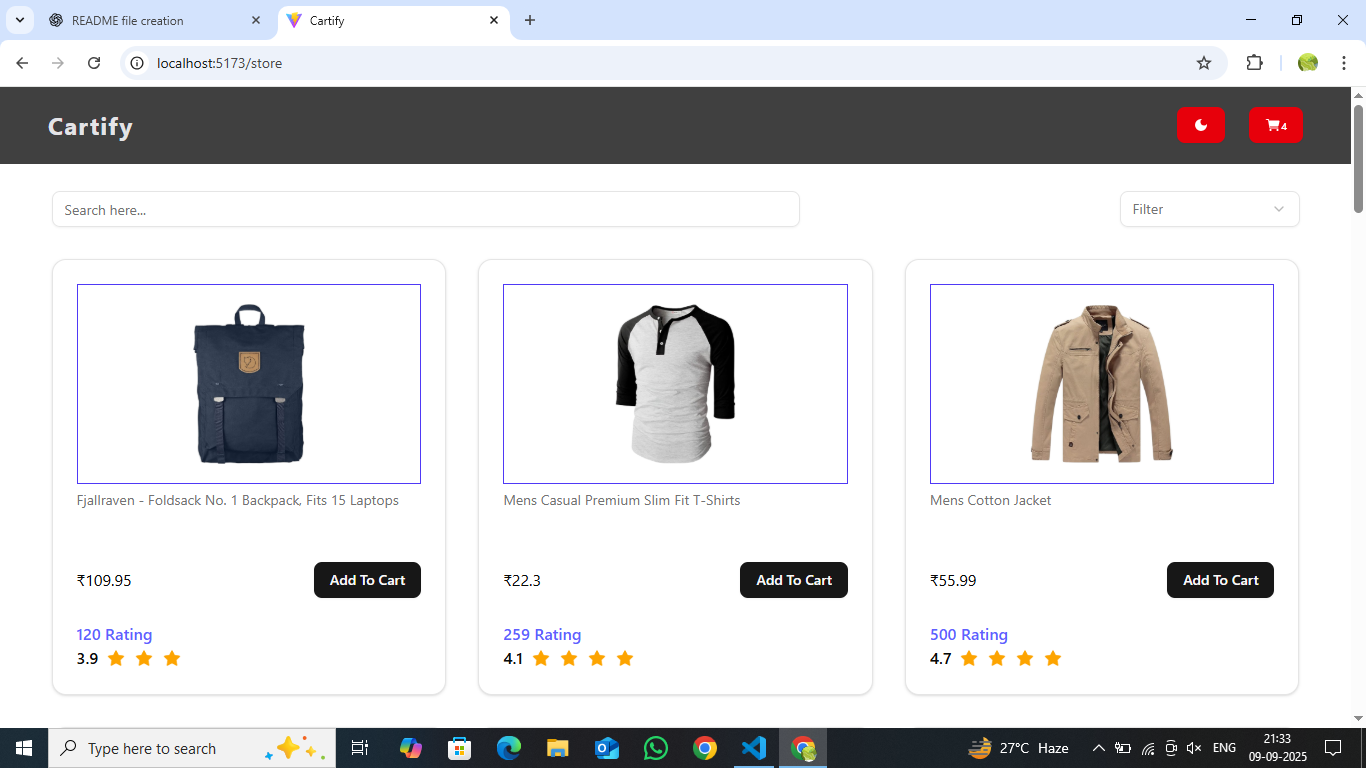 README file creation
Cartify
localhost:5173/store
Cartify
4
Search here...
Filter
Fjallraven - Foldsack No. 1 Backpack, Fits 15 Laptops
Mens Casual Premium Slim Fit T-Shirts
Mens Cotton Jacket
₹109.95
Add To Cart
₹22.3
Add To Cart
₹55.99
Add To Cart
120 Rating
259 Rating
500 Rating
3.9
4.1
4.7
Type here to search
27°C Haze
ENG
21:33
09-09-2025